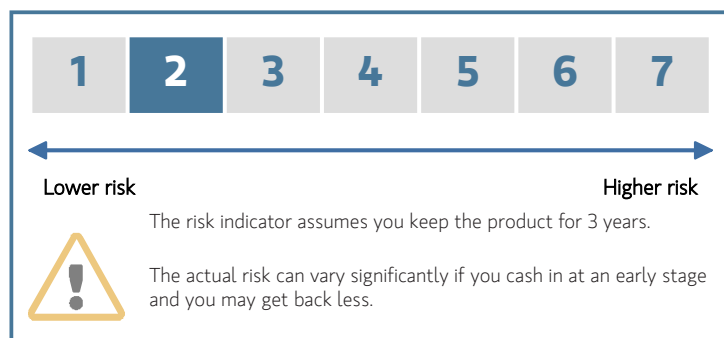 1 2 3 4 5 6 7
Lower risk Higher risk
The risk indicator assumes you keep the product for 3 years.
The actual risk can vary significantly if you cash in at an early stage
and you may get back less.